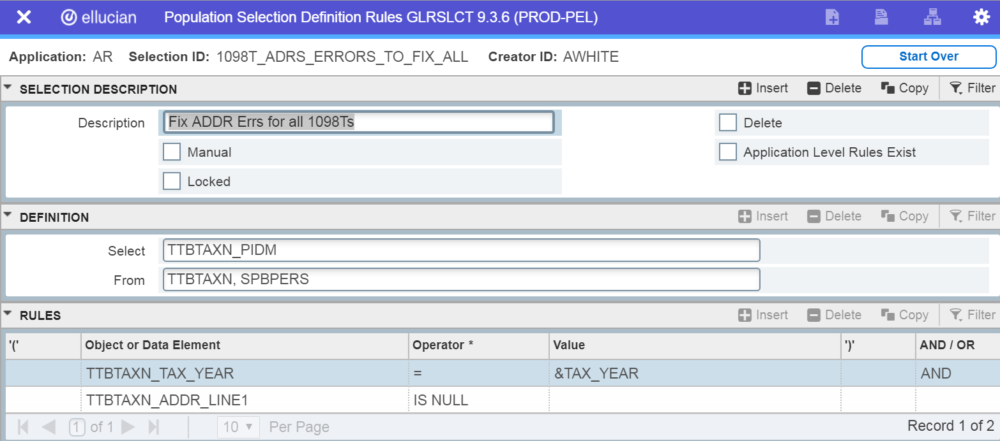 ellucian Population Selection Definition Rules GLRSLCT 9.3.6 (PROD-PEL)
Application: AR Selection ID: 1098T_ADRS_ERRORS_TO_FIX_ALL Creator ID: AWHITE Start Over
SELECTION DESCRIPTION Insert Delete Copy Filter
Description Fix ADDR Errs for all 1098Ts Delete
Manual Application Level Rules Exist
Locked
DEFINITION Insert Delete Copy Filter
Select TTBTAXN_PIDM
From TTBTAXN, SPBPERS
RULES Insert Delete Copy Filter
'(' Object or Data Element Operator * Value ')' AND / OR
TTBTAXN_TAX_YEAR = &TAX_YEAR AND
TTBTAXN_ADDR_LINE1 IS NULL
1 of 1 10 Per Page Record 1 of 2